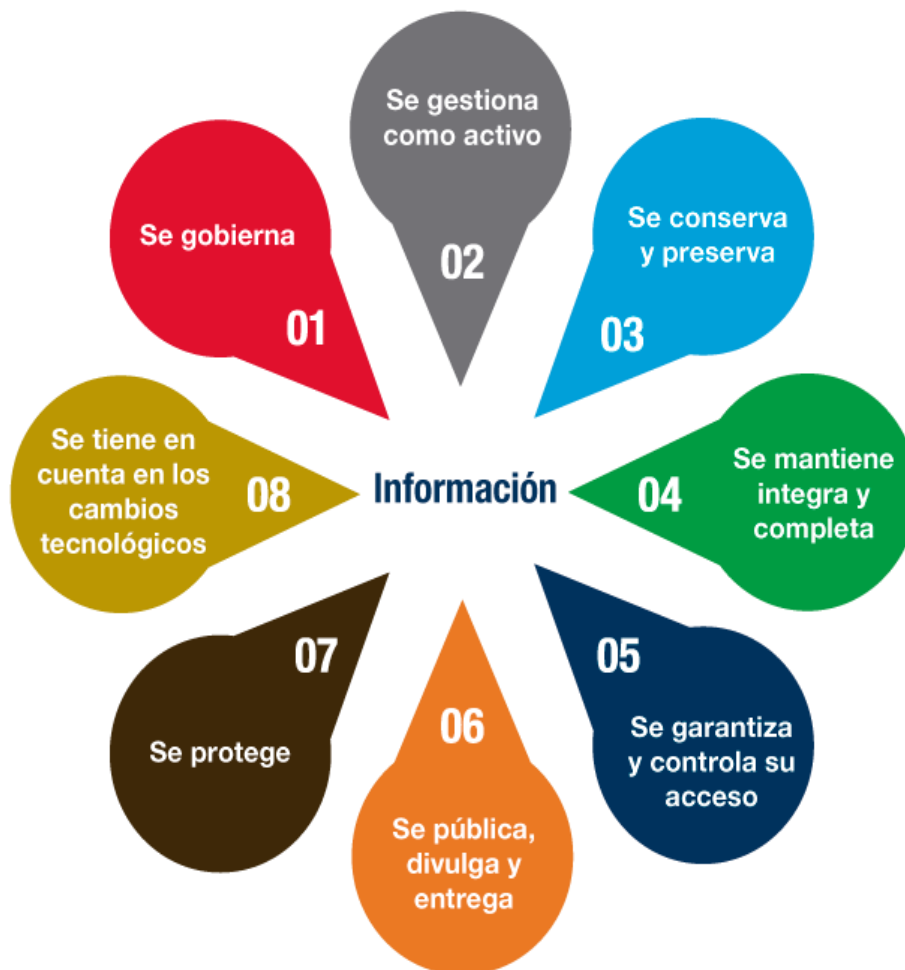 Se gobierna
01
Se gestiona
como activo
02
Se conserva
y preserva
03
Se mantiene
integra y
completa
04
Se garantiza
y controla su
acceso
05
Se pública,
divulga y
entrega
06
Se protege
07
Se tiene en
cuenta en los
cambios
tecnológicos
08
Información